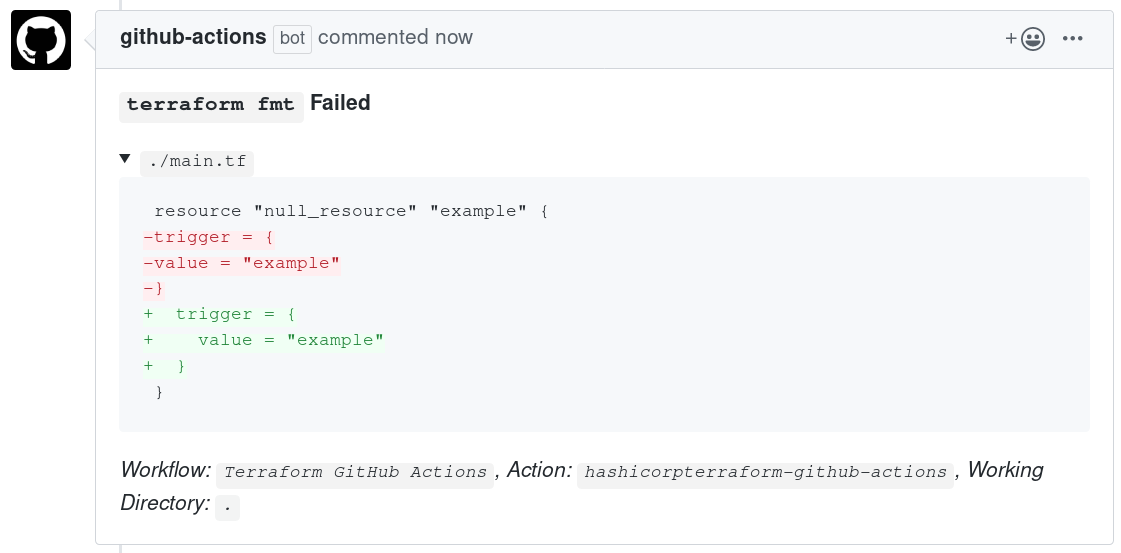 github-actions bot commented now
terraform fmt Failed
./main.tf
 resource "null_resource" "example" {
-trigger = {
-value = "example"
-}
+  trigger = {
+    value = "example"
+  }
 }
Workflow: Terraform GitHub Actions, Action: hashicorpterraform-github-actions, Working
Directory: .